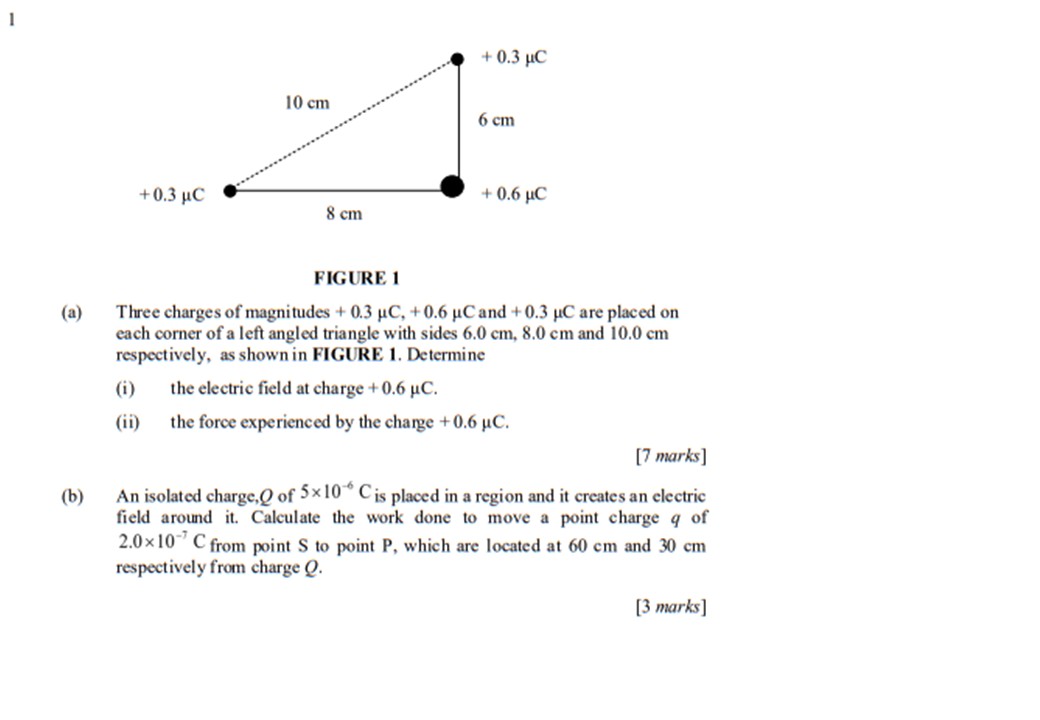 1
+ 0.3 µC
10 cm
6 cm
+0.3 µC
+ 0.6 µC
8 cm
FIGURE 1
(a) Three charges of magnitudes + 0.3 µC, +0.6 µC and +0.3 µC are placed on
each corner of a left angled triangle with sides 6.0 cm, 8.0 cm and 10.0 cm
respectively, as shown in FIGURE 1. Determine
(i) the electric field at charge +0.6 µC.
(ii) the force experienced by the charge +0.6 µC.
[7 marks]
(b) An isolated charge,Q of 5×10⁻⁶ C is placed in a region and it creates an electric
field around it. Calculate the work done to move a point charge q of
2.0×10⁻⁷ C from point S to point P, which are located at 60 cm and 30 cm
respectively from charge Q.
[3 marks]